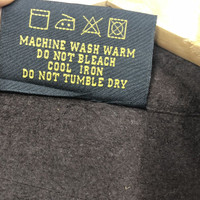 MACHINE WASH WARM
DO NOT BLEACH
COOL IRON
DO NOT TUMBLE DRY